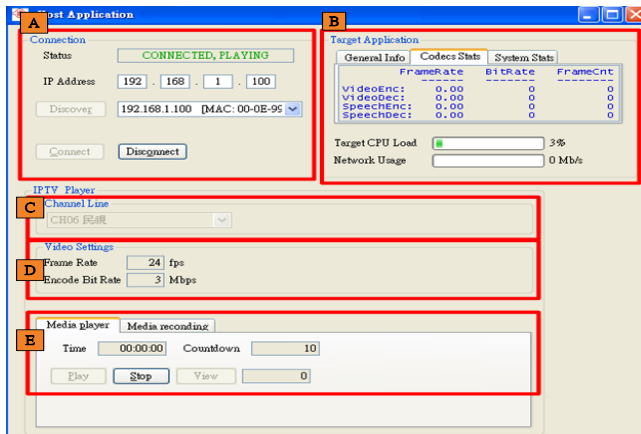 Host Application
A
B
Connection
Status CONNECTED, PLAYING
IP Address 192 . 168 . 1 . 100
Discover 192.168.1.100 [MAC: 00-0E-99
Connect Disconnect
Target Application
General Info Codecs Stats System Stats
FrameRate BitRate FrameCnt
VideoEnc: 0.00 0 0
VideoDec: 0.00 0 0
SpeechEnc: 0.00 0 0
SpeechDec: 0.00 0 0
Target CPU Load 3%
Network Usage 0 Mb/s
IPTV Player
C
Channel Line
CH06 民視
D
Video Settings
Frame Rate 24 fps
Encode Bit Rate 3 Mbps
E
Media player Media reconding
Time 00:00:00 Countdown 10
Play Stop View 0